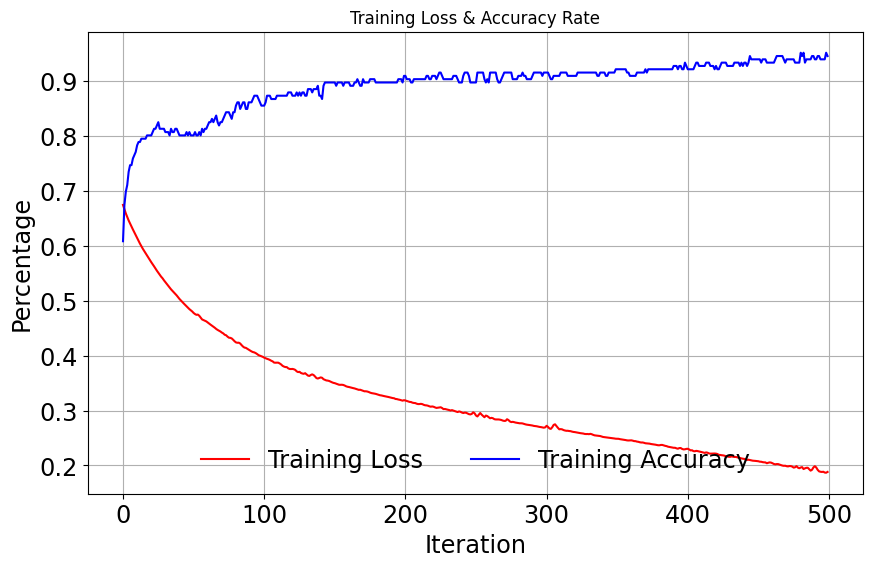 Training Loss & Accuracy Rate
Percentage
0.9
0.8
0.7
0.6
0.5
0.4
0.3
0.2
Training Loss Training Accuracy
0 100 200 300 400 500
Iteration